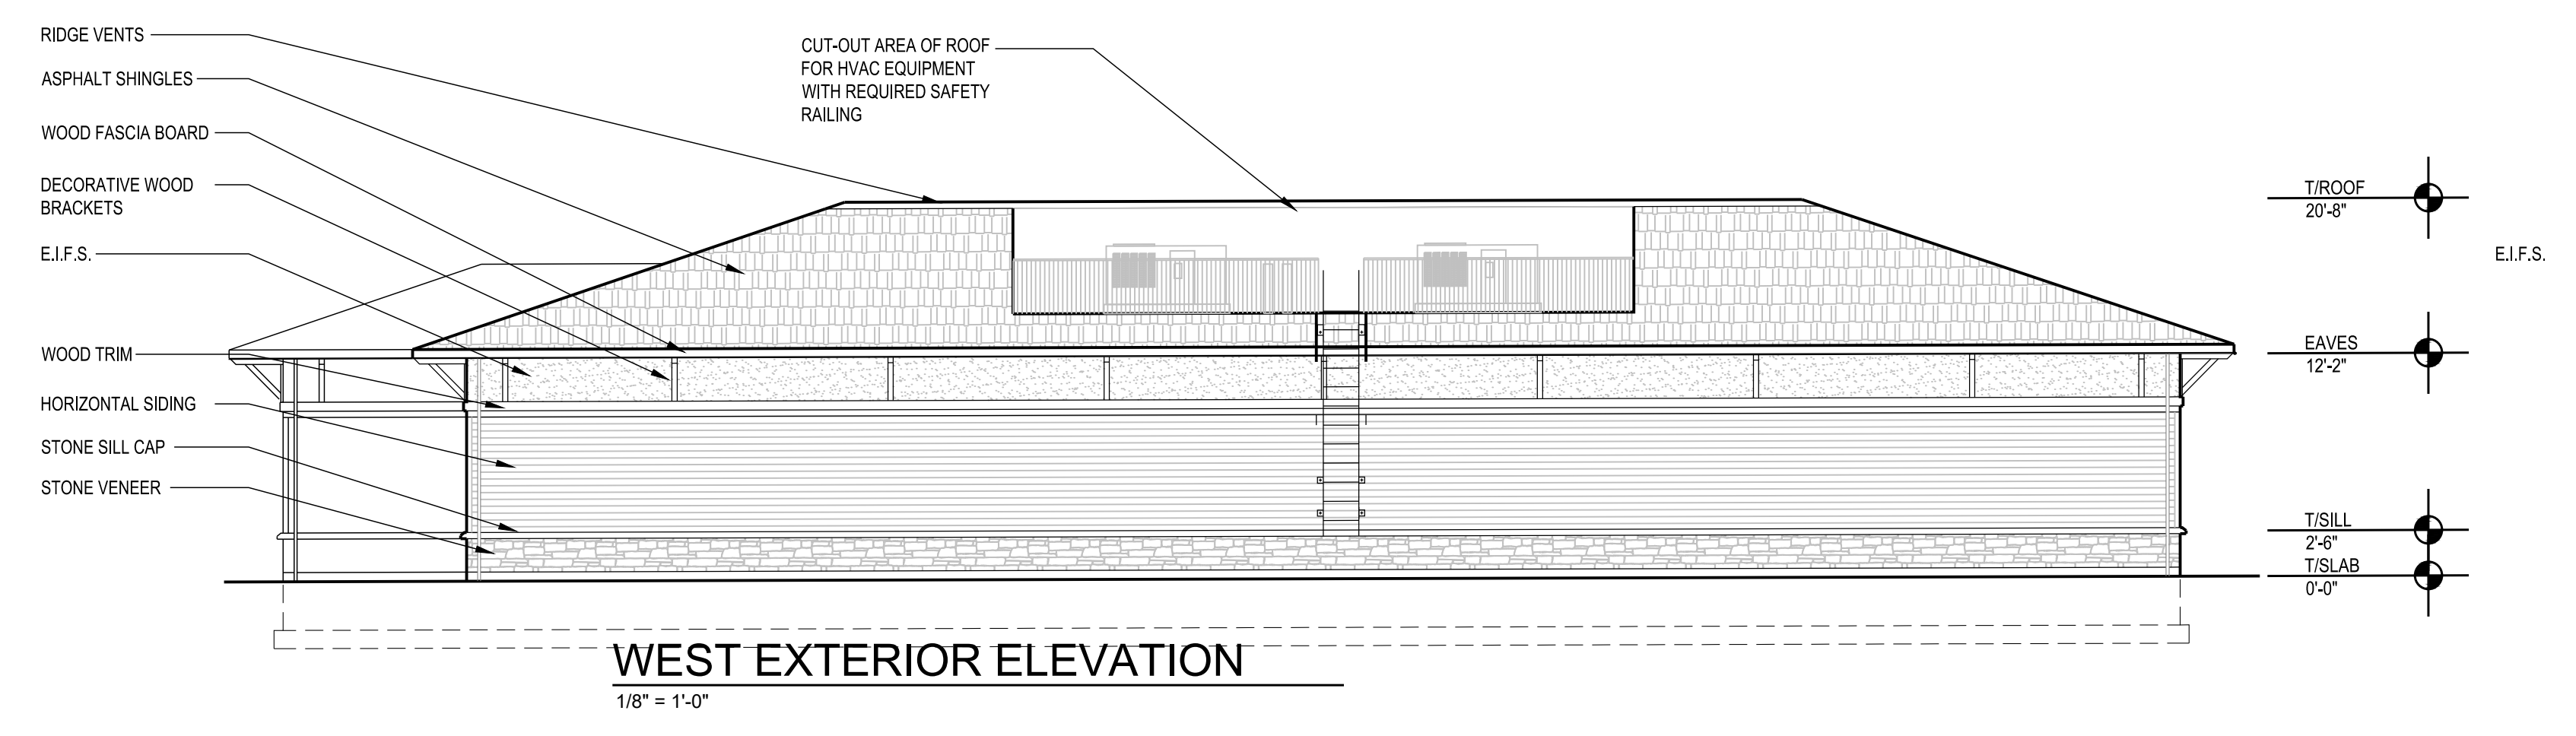 RIDGE VENTS
ASPHALT SHINGLES
WOOD FASCIA BOARD
DECORATIVE WOOD
BRACKETS
E.I.F.S.
WOOD TRIM
HORIZONTAL SIDING
STONE SILL CAP
STONE VENEER
CUT-OUT AREA OF ROOF
FOR HVAC EQUIPMENT
WITH REQUIRED SAFETY
RAILING
T/ROOF
20'-8"
E.I.F.S.
EAVES
12'-2"
T/SILL
2'-6"
T/SLAB
0'-0"
WEST EXTERIOR ELEVATION
1/8" = 1'-0"